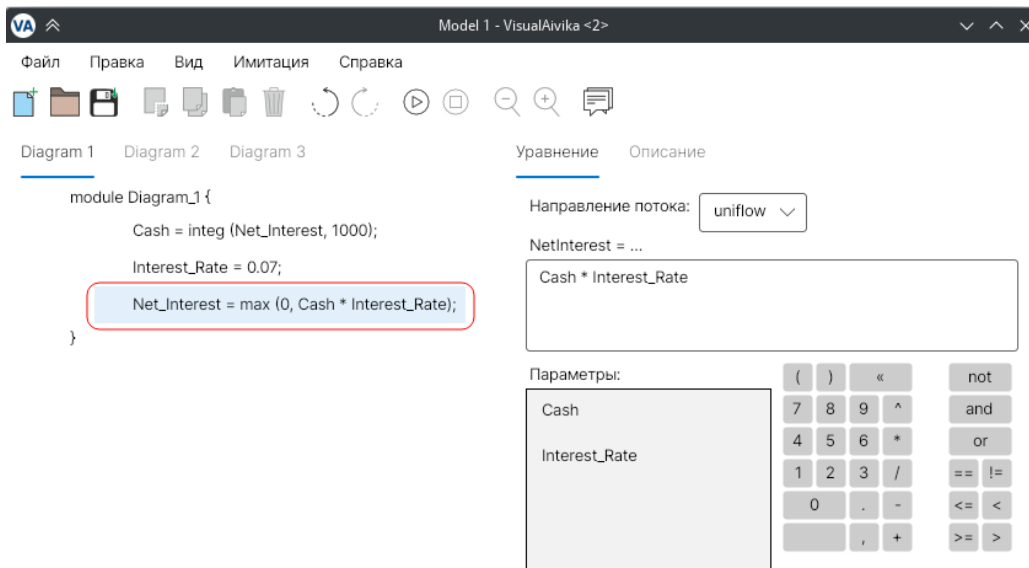 VA Model 1 - VisualAivika <2>
Файл Правка Вид Имитация Справка
Diagram 1 Diagram 2 Diagram 3
module Diagram_1 {
Cash = integ (Net_Interest, 1000);
Interest_Rate = 0.07;
Net_Interest = max (0, Cash * Interest_Rate);
}
Уравнение Описание
Направление потока: uniflow
NetInterest = ...
Cash * Interest_Rate
Параметры:
Cash
Interest_Rate
( ) « not
7 8 9 ^ and
4 5 6 * or
1 2 3 / == !=
0 . - <= <
, + >= >